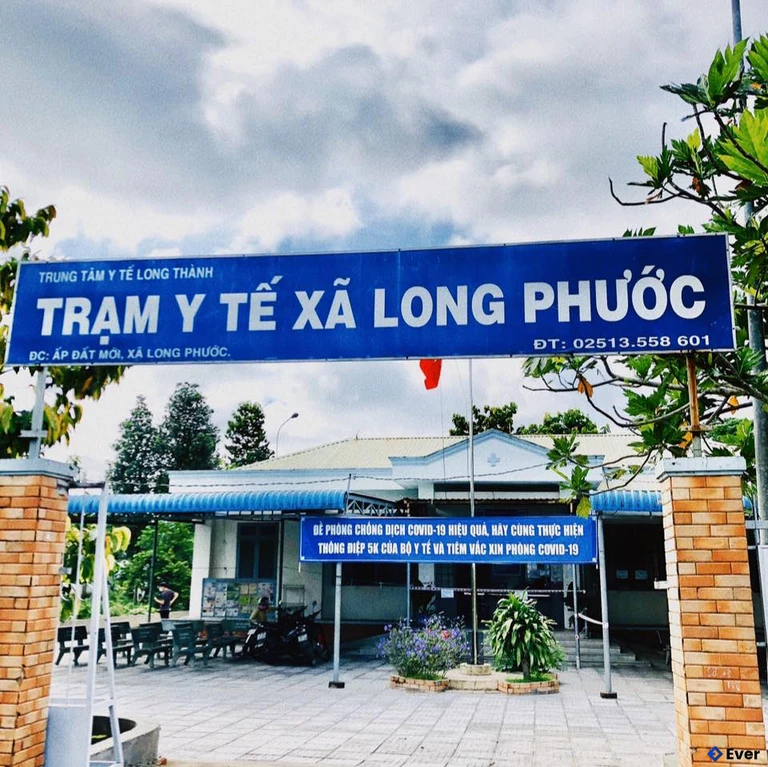 TRUNG TÂM Y TẾ LONG THÀNH
TRẠM Y TẾ XÃ LONG PHƯỚC
ĐC: ẤP ĐẤT MỚI, XÃ LONG PHƯỚC.
ĐT: 02513.558 601
ĐỂ PHÒNG CHỐNG DỊCH COVID-19 HIỆU QUẢ, HÃY CÙNG THỰC HIỆN
THÔNG ĐIỆP 5K CỦA BỘ Y TẾ VÀ TIÊM VẮC XIN PHÒNG COVID-19
Ever